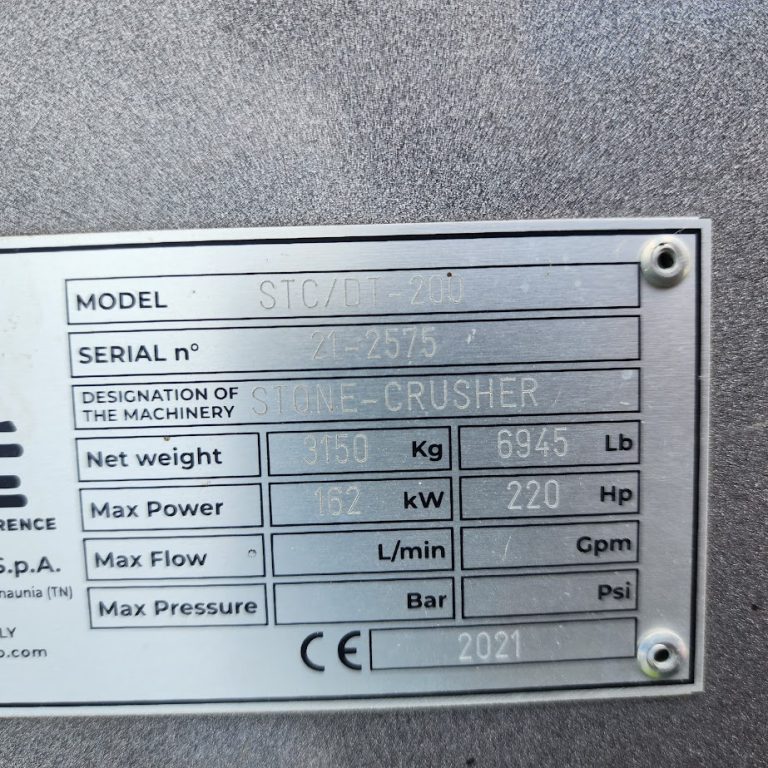 MODEL STC/DT-200
SERIAL n° 21-2575
DESIGNATION OF
THE MACHINERY STONE-CRUSHER
Net weight 3150 Kg 6945 Lb
Max Power 162 kW 220 Hp
RENCE
Max Flow L/min / Gpm
S.p.A.
naunia (TN)
Max Pressure Bar Psi
LY
o.com
CE 2021